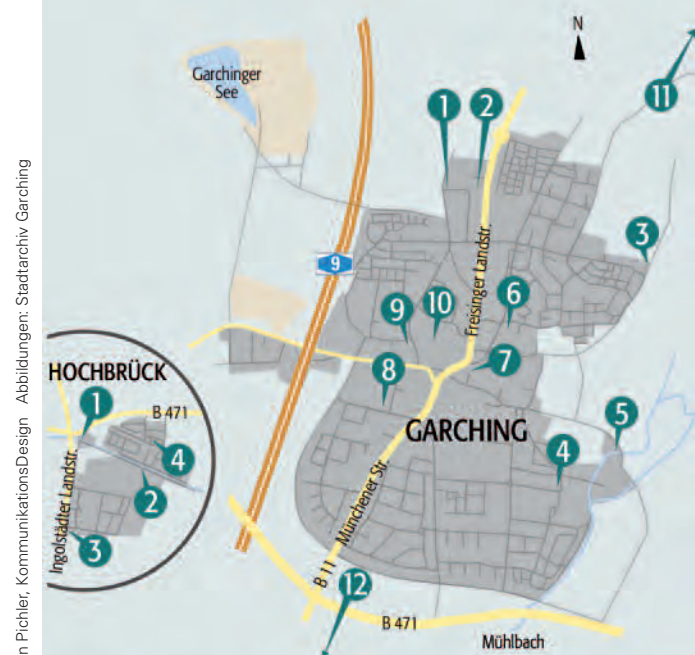 N
Garchinger
See
11
1
2
3
9
Freisinger Landstr.
6
10
9
7
8
HOCHBRÜCK
1
B 471
4
2
Ingolstädter Landstr.
3
GARCHING
5
4
Münchener Str.
B 11
12
B 471
Mühlbach
n Pichler, KommunikationsDesign Abbildungen: Stadtarchiv Garching